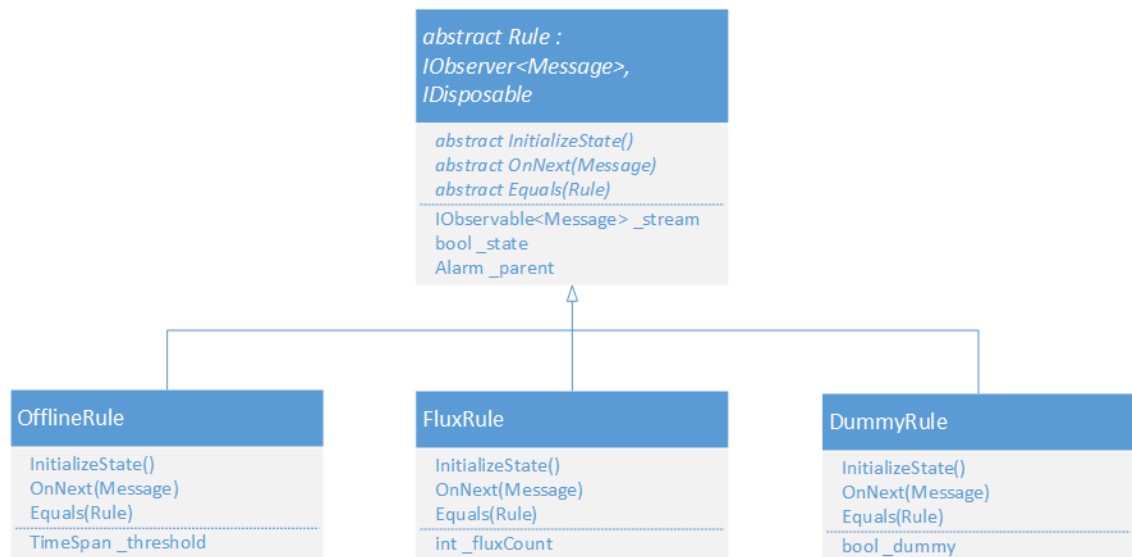 abstract Rule :
IObserver<Message>,
IDisposable
abstract InitializeState()
abstract OnNext(Message)
abstract Equals(Rule)
IObservable<Message> _stream
bool _state
Alarm _parent
OfflineRule
InitializeState()
OnNext(Message)
Equals(Rule)
TimeSpan _threshold
FluxRule
InitializeState()
OnNext(Message)
Equals(Rule)
int _fluxCount
DummyRule
InitializeState()
OnNext(Message)
Equals(Rule)
bool _dummy